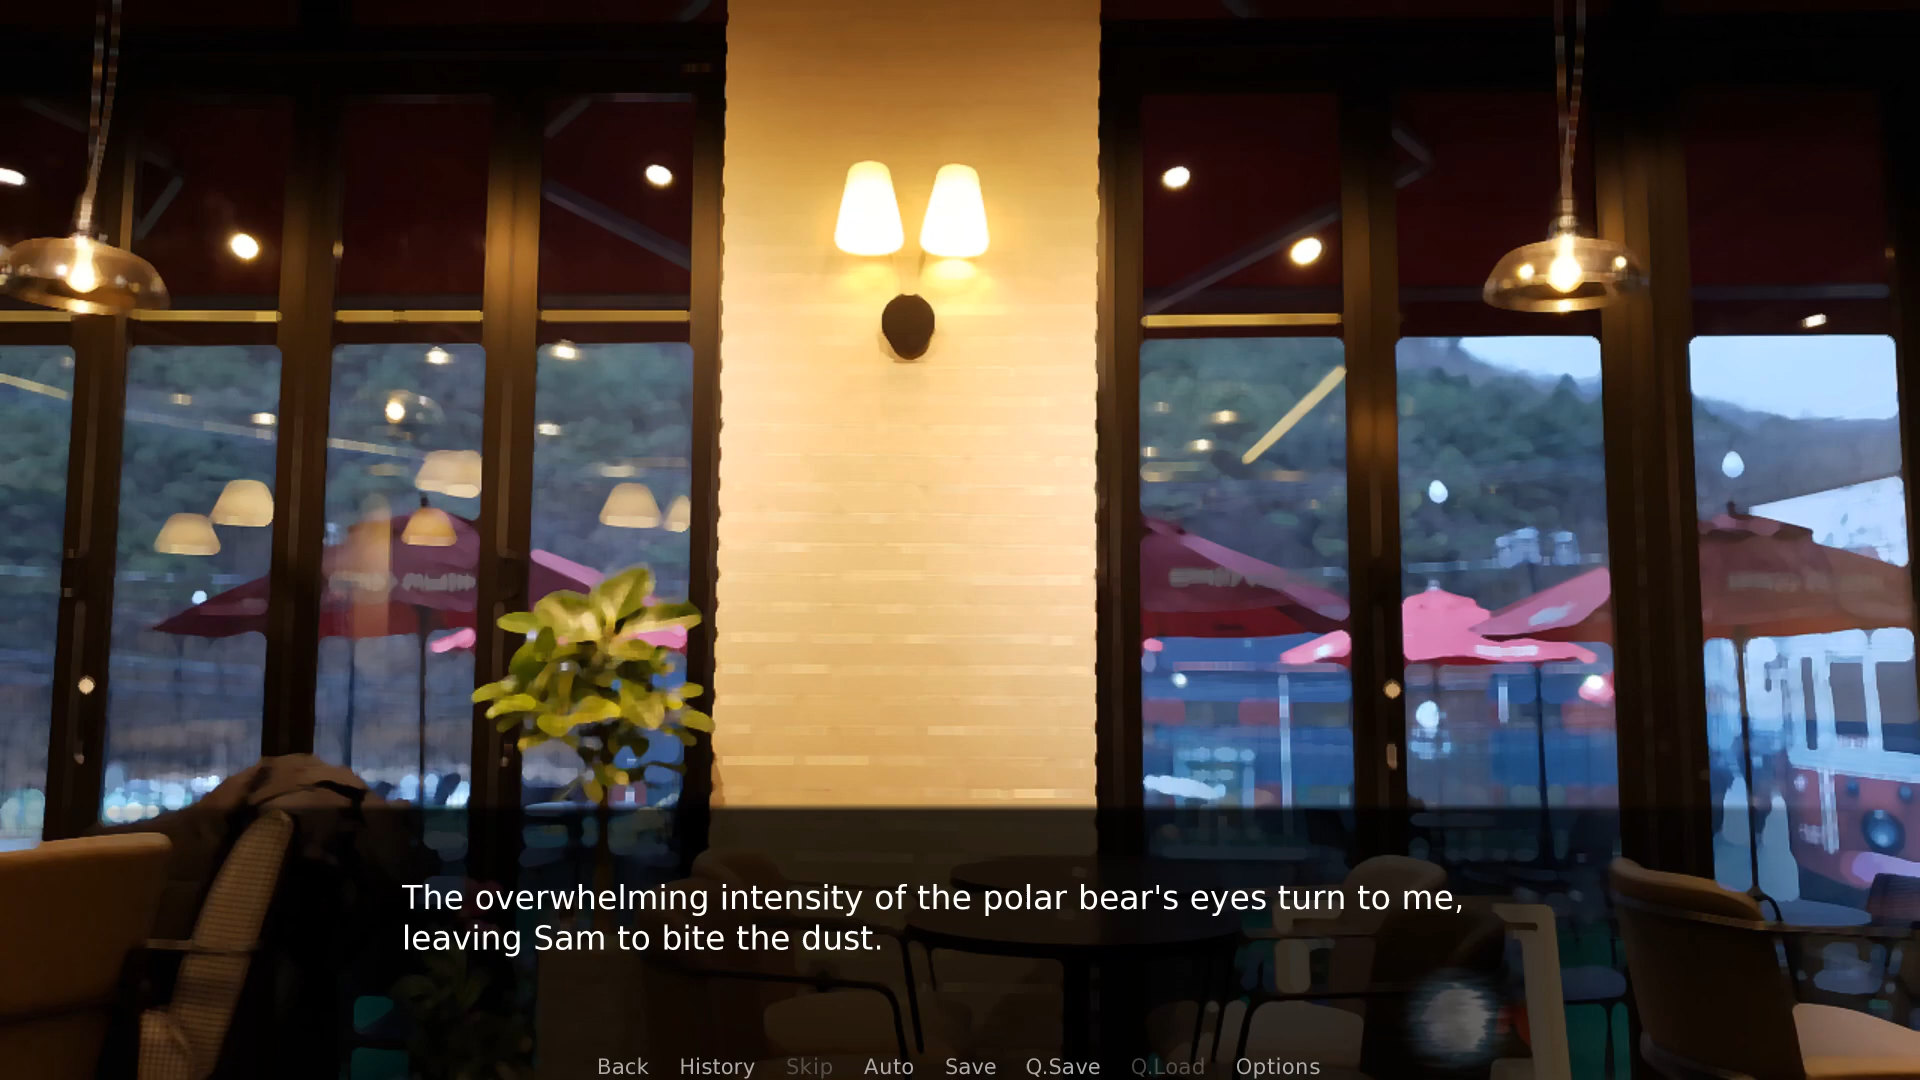 The overwhelming intensity of the polar bear's eyes turn to me,
leaving Sam to bite the dust.
Back History Skip Auto Save Q.Save Q.Load Options